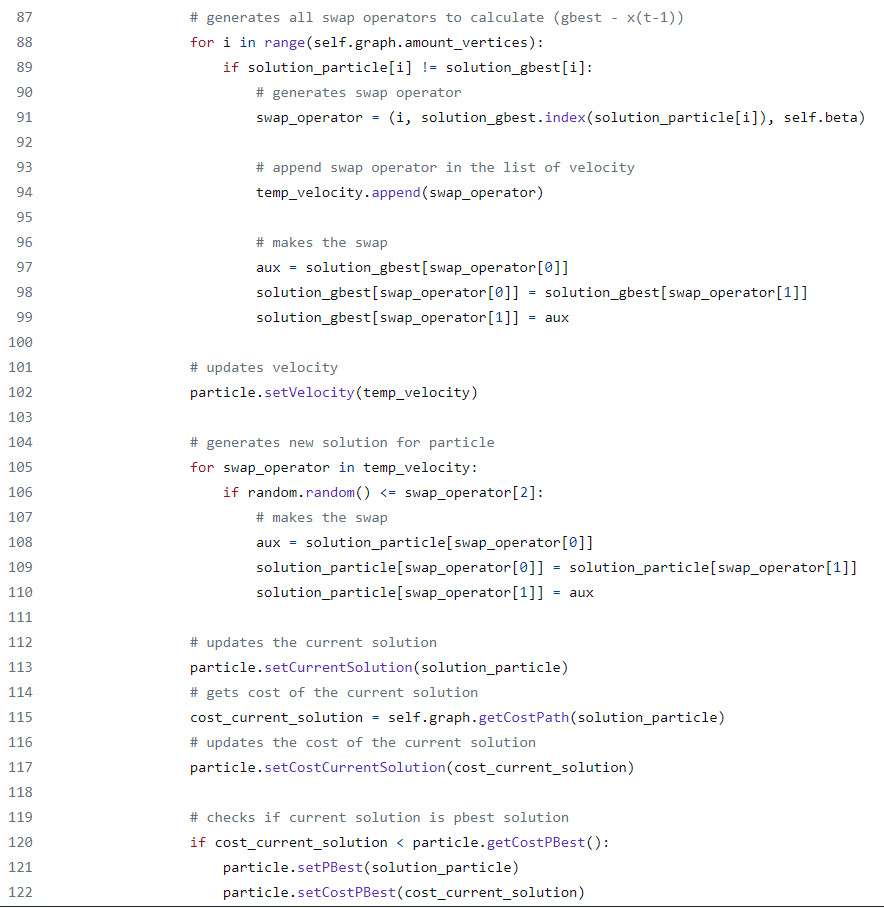 87 # generates all swap operators to calculate (gbest - x(t-1))
88 for i in range(self.graph.amount_vertices):
89 if solution_particle[i] != solution_gbest[i]:
90 # generates swap operator
91 swap_operator = (i, solution_gbest.index(solution_particle[i]), self.beta)
92
93 # append swap operator in the list of velocity
94 temp_velocity.append(swap_operator)
95
96 # makes the swap
97 aux = solution_gbest[swap_operator[0]]
98 solution_gbest[swap_operator[0]] = solution_gbest[swap_operator[1]]
99 solution_gbest[swap_operator[1]] = aux
100
101 # updates velocity
102 particle.setVelocity(temp_velocity)
103
104 # generates new solution for particle
105 for swap_operator in temp_velocity:
106 if random.random() <= swap_operator[2]:
107 # makes the swap
108 aux = solution_particle[swap_operator[0]]
109 solution_particle[swap_operator[0]] = solution_particle[swap_operator[1]]
110 solution_particle[swap_operator[1]] = aux
111
112 # updates the current solution
113 particle.setCurrentSolution(solution_particle)
114 # gets cost of the current solution
115 cost_current_solution = self.graph.getCostPath(solution_particle)
116 # updates the cost of the current solution
117 particle.setCostCurrentSolution(cost_current_solution)
118
119 # checks if current solution is pbest solution
120 if cost_current_solution < particle.getCostPBest():
121 particle.setPBest(solution_particle)
122 particle.setCostPBest(cost_current_solution)